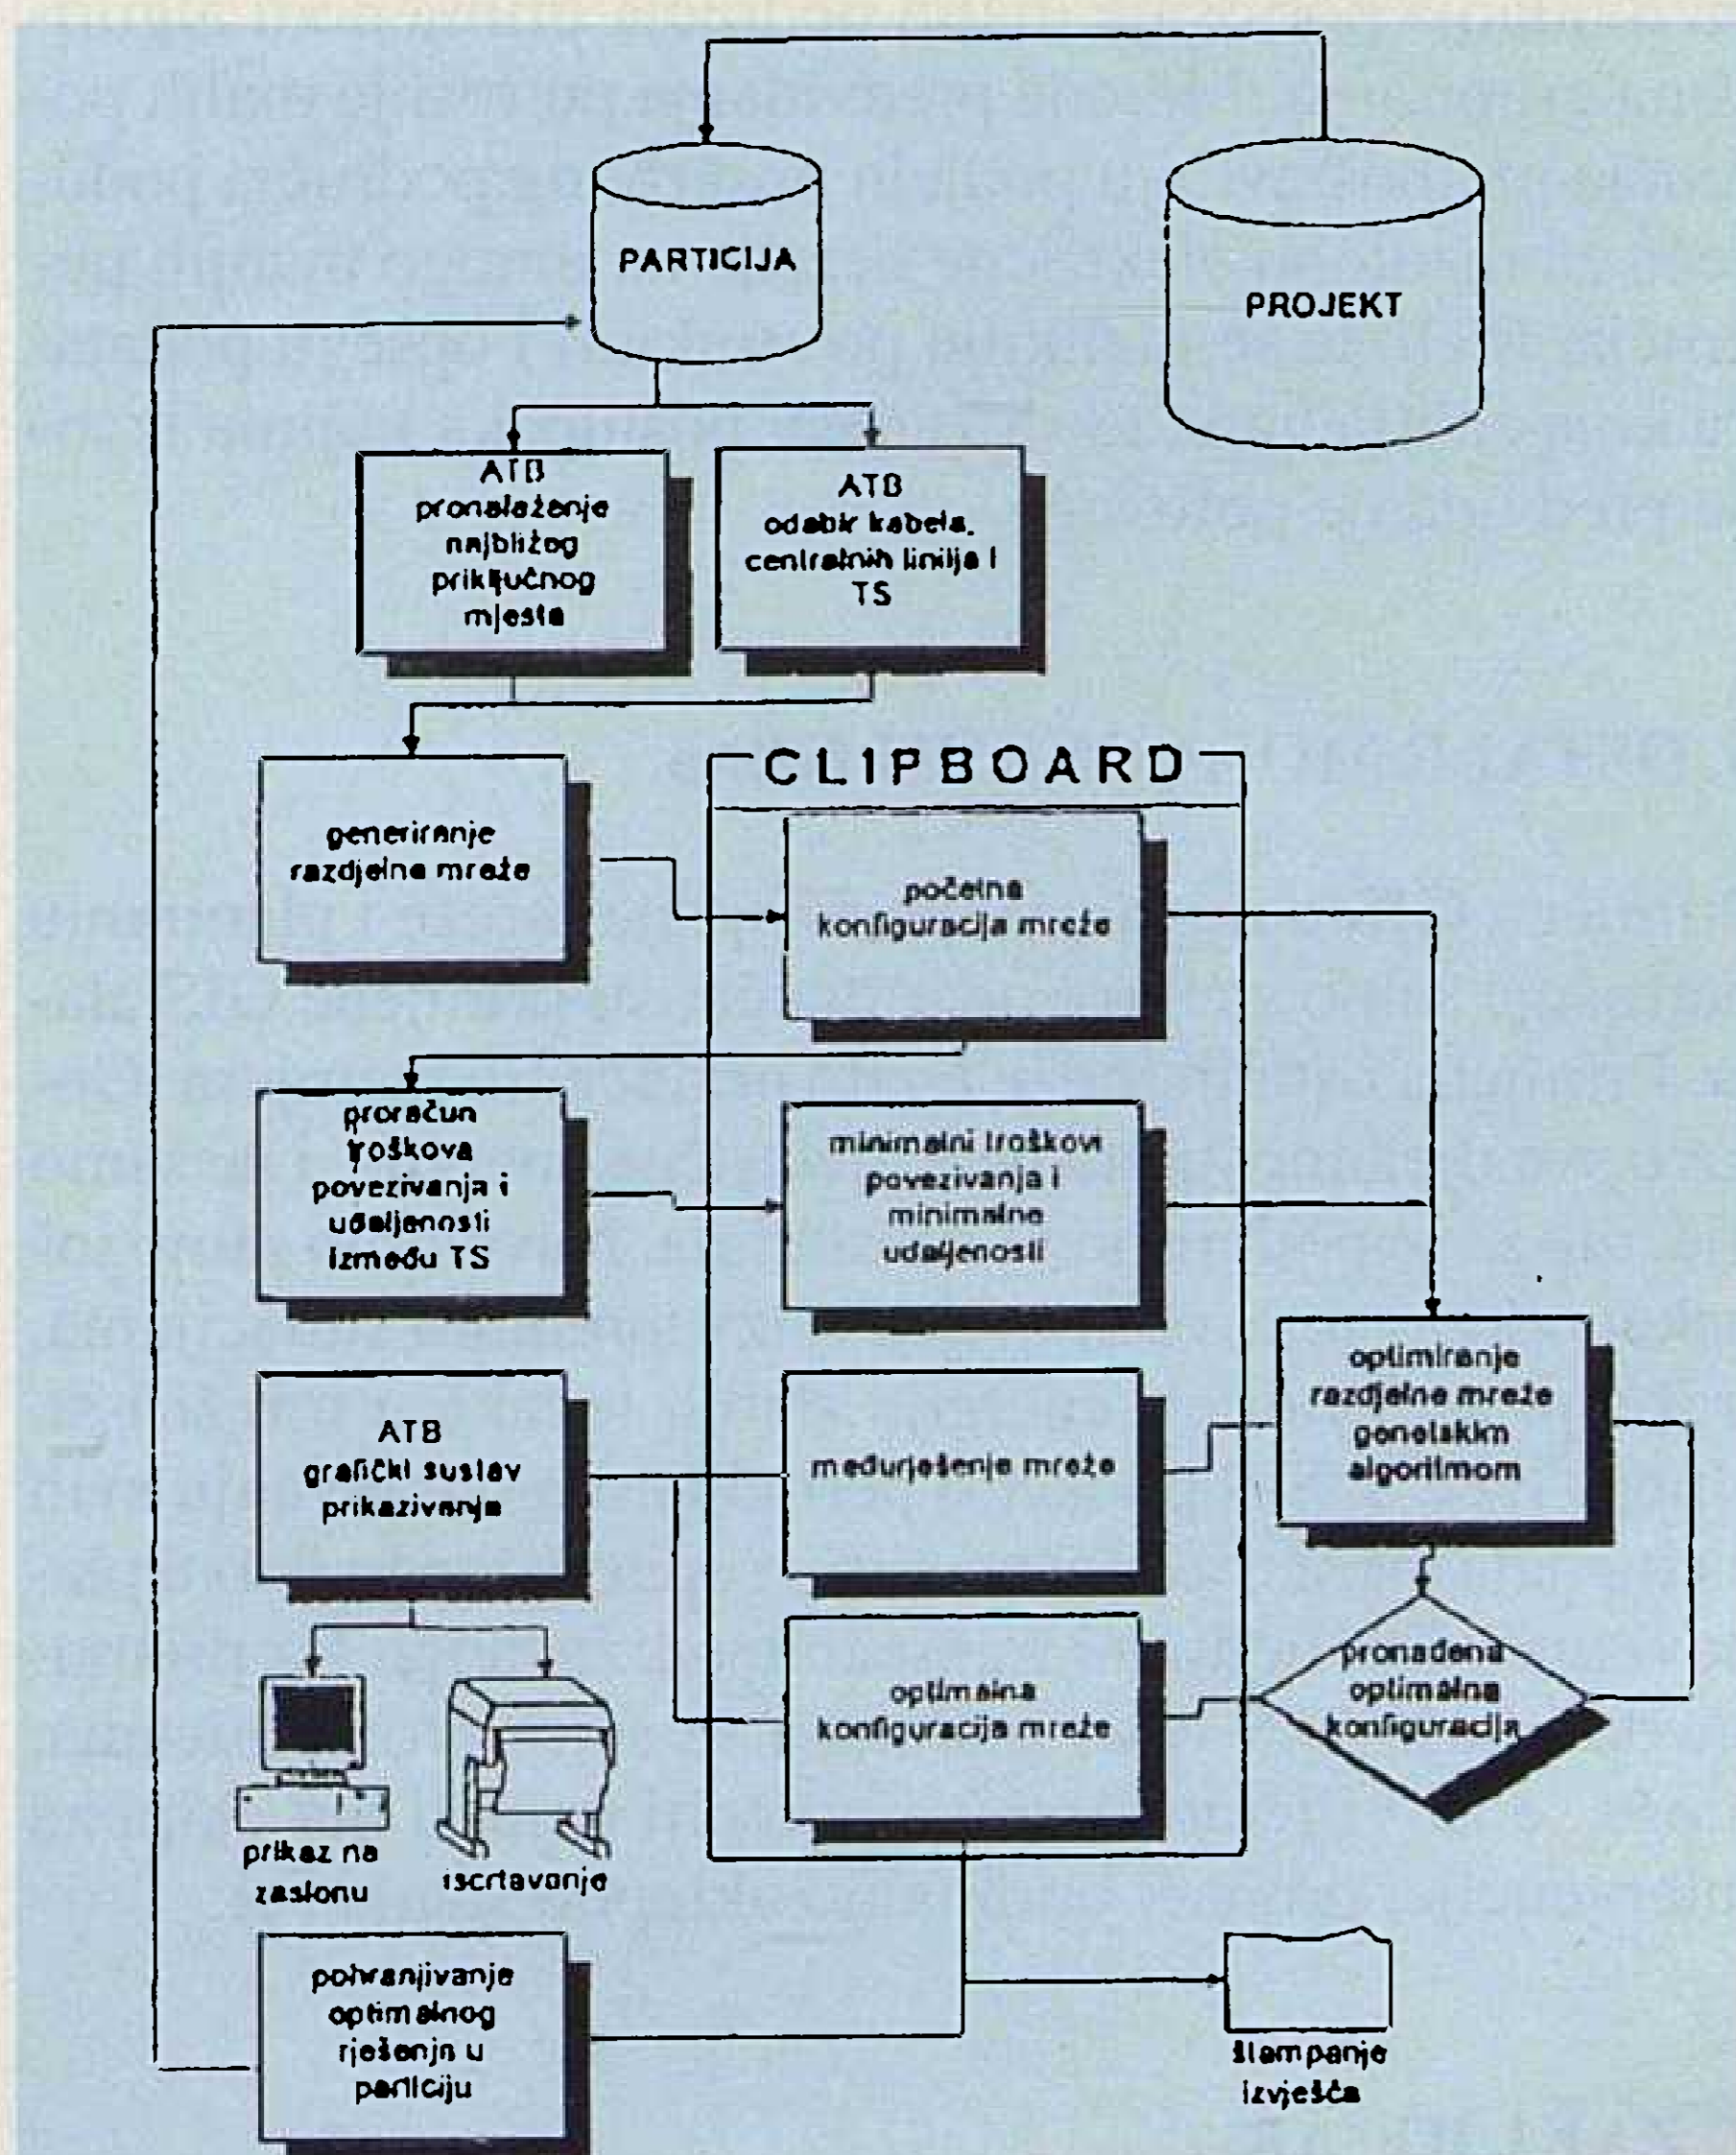 PARTICIJA
PROJEKT
ATB
pronalaženje
najbližeg
priključnog
mjesta
ATB
odabir kabela,
centralnih linija i
TS
generiranje
razdjelne mreže
CLIPBOARD
početna
konfiguracija mreže
proračun
troškova
povezivanja i
udaljenosti
između TS
minimalni troškovi
povezivanja i
minimalne
udaljenosti
optimiranje
razdjelne mreže
genetskim
algoritmom
ATB
grafički sustav
prikazivanja
međurješenje mreže
pronađena
optimalna
konfiguracija
optimalna
konfiguracija mreže
prikaz na
zaslonu
iscrtavanje
pohranjivanje
optimalnog
rješenja u
particiju
štampanje
izvješća